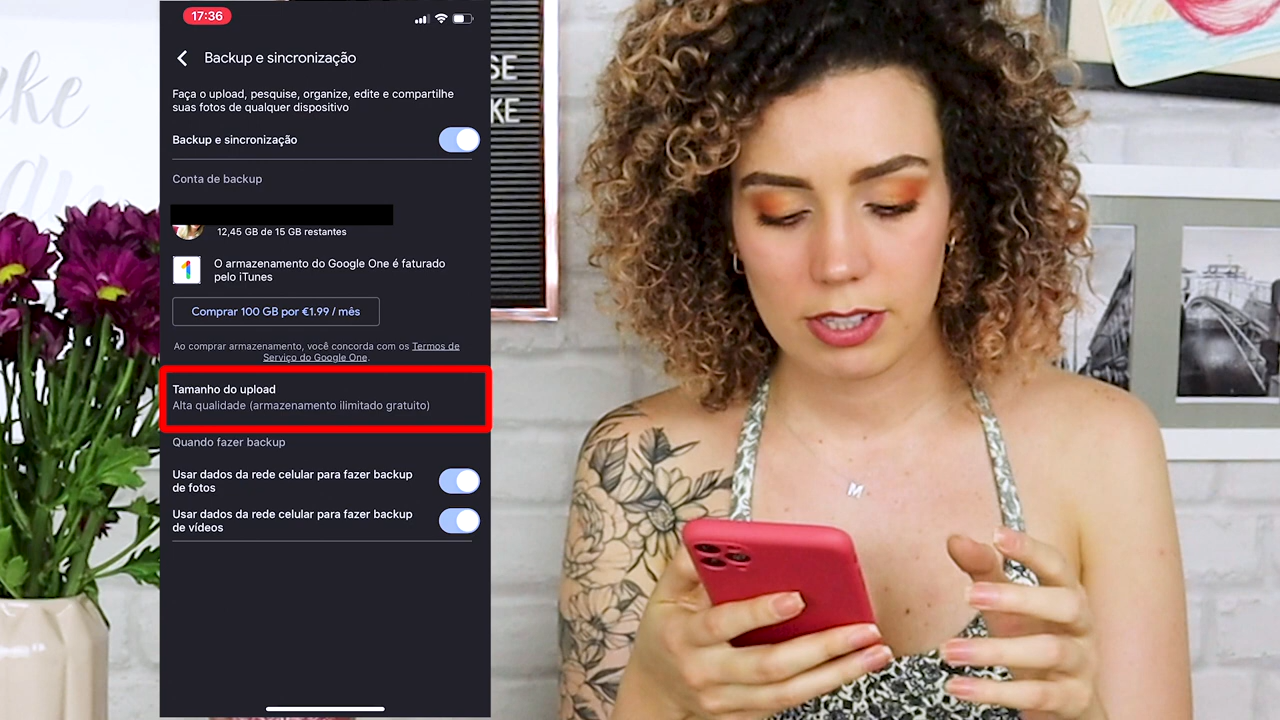 17:36
Backup e sincronização
Faça o upload, pesquise, organize, edite e compartilhe
suas fotos de qualquer dispositivo
Backup e sincronização
Conta de backup
12,45 GB de 15 GB restantes
O armazenamento do Google One é faturado
pelo iTunes
Comprar 100 GB por €1.99 / mês
Ao comprar armazenamento, você concorda com os Termos de
Serviço do Google One.
Tamanho do upload
Alta qualidade (armazenamento ilimitado gratuito)
Quando fazer backup
Usar dados da rede celular para fazer backup
de fotos
Usar dados da rede celular para fazer backup
de vídeos
SE
KE
ke
M